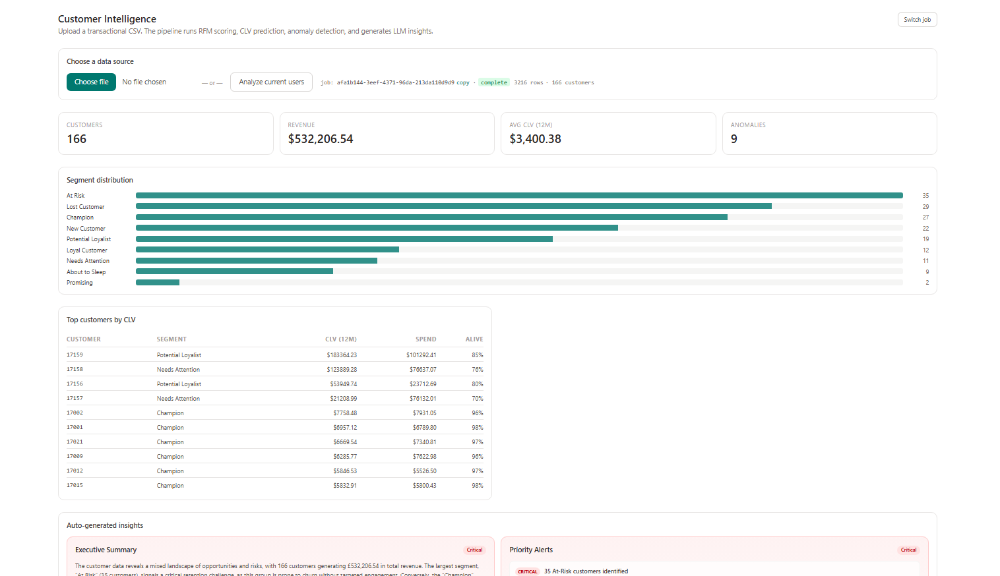 Customer Intelligence
Switch job
Upload a transactional CSV. The pipeline runs RFM scoring, CLV prediction, anomaly detection, and generates LLM insights.
Choose a data source
Choose file No file chosen — or — Analyze current users job: afa1b144-3eef-4371-96da-213da110d9d9 copy · complete 3216 rows · 166 customers
CUSTOMERS
166
REVENUE
$532,206.54
AVG CLV (12M)
$3,400.38
ANOMALIES
9
Segment distribution
At Risk 35
Lost Customer 29
Champion 27
New Customer 22
Potential Loyalist 19
Loyal Customer 12
Needs Attention 11
About to Sleep 9
Promising 2
Top customers by CLV
CUSTOMER SEGMENT CLV (12M) SPEND ALIVE
17159 Potential Loyalist $183364.23 $101292.41 85%
17158 Needs Attention $123889.28 $76637.07 76%
17156 Potential Loyalist $53949.74 $23712.69 80%
17157 Needs Attention $21208.99 $76132.01 70%
17002 Champion $7758.48 $7931.05 96%
17001 Champion $6957.12 $6789.80 98%
17021 Champion $6669.54 $7340.81 97%
17009 Champion $6285.77 $7622.98 96%
17012 Champion $5846.53 $5526.50 97%
17015 Champion $5832.91 $5800.43 98%
Auto-generated insights
Executive Summary Critical
The customer data reveals a mixed landscape of opportunities and risks, with 166 customers generating £532,206.54 in total revenue. The largest segment,
"At Risk" (35 customers), signals a critical retention challenge, as this group is prone to churn without targeted engagement. Conversely, the "Champion"
Priority Alerts Critical
CRITICAL 35 At-Risk customers identified